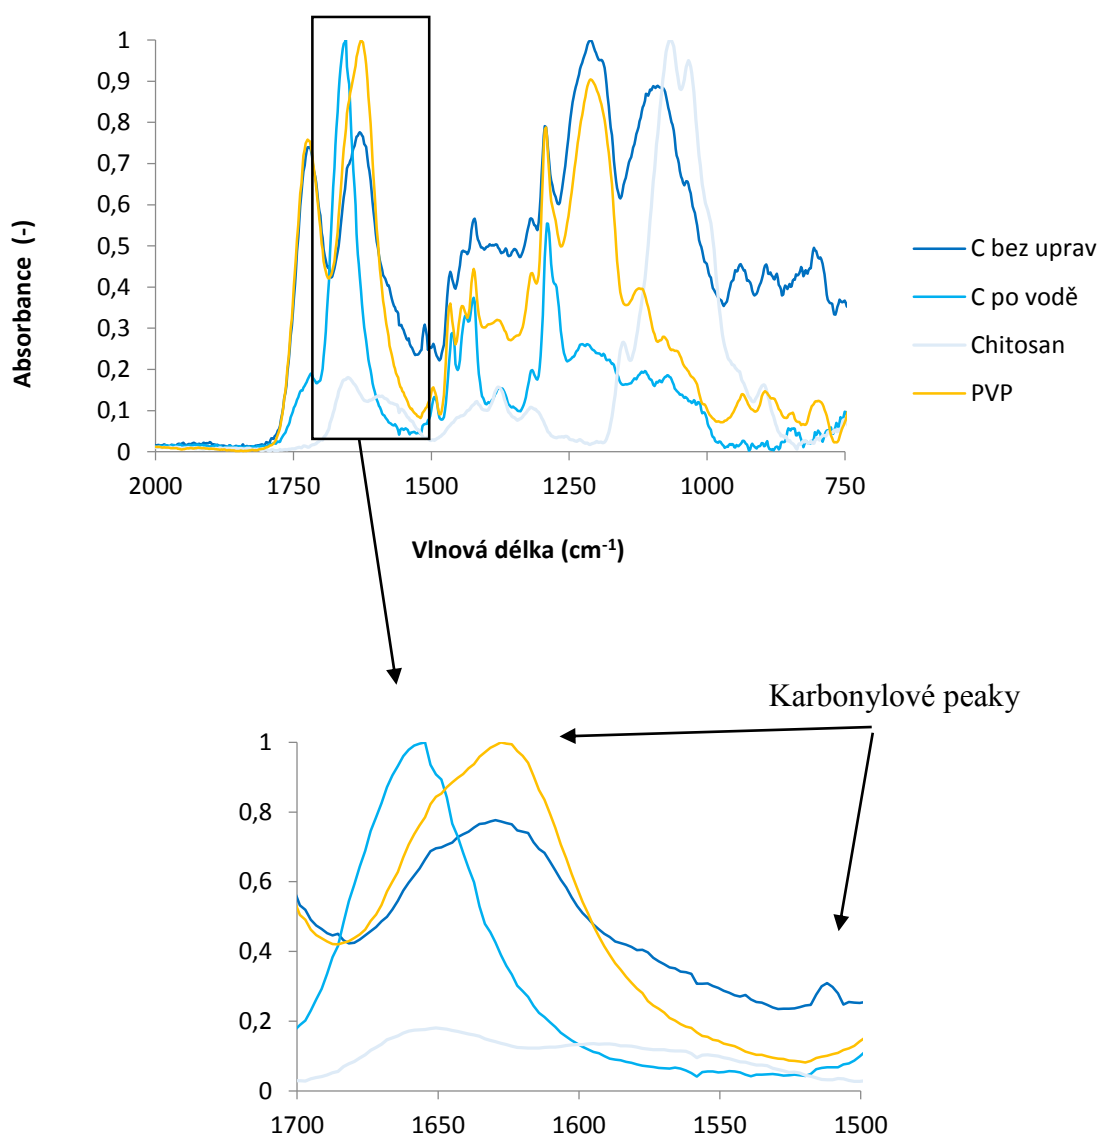 Absorbance (-)
1
0,9
0,8
0,7
0,6
0,5
0,4
0,3
0,2
0,1
0
2000 1750 1500 1250 1000 750
Vlnová délka (cm-1)
C bez uprav
C po vodě
Chitosan
PVP
Karbonylové peaky
1
0,8
0,6
0,4
0,2
0
1700 1650 1600 1550 1500